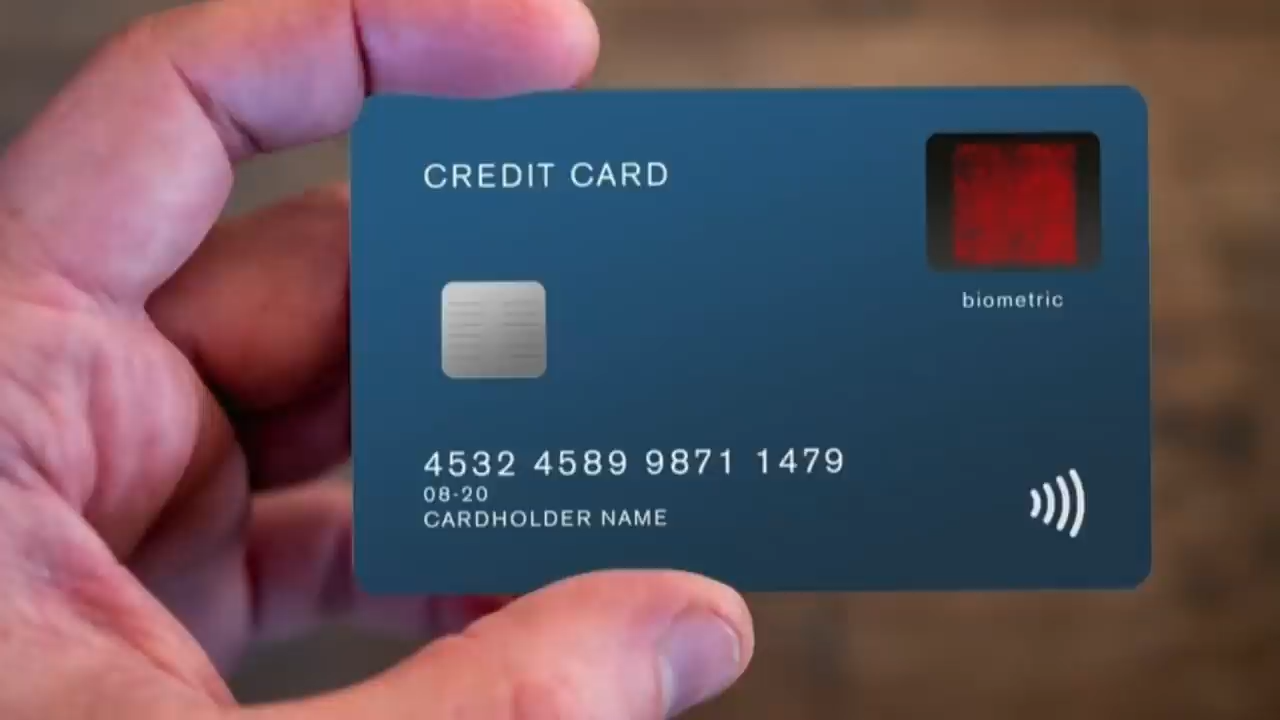 CREDIT CARD
biometric
4532 4589 9871 1479
08-20
CARDHOLDER NAME